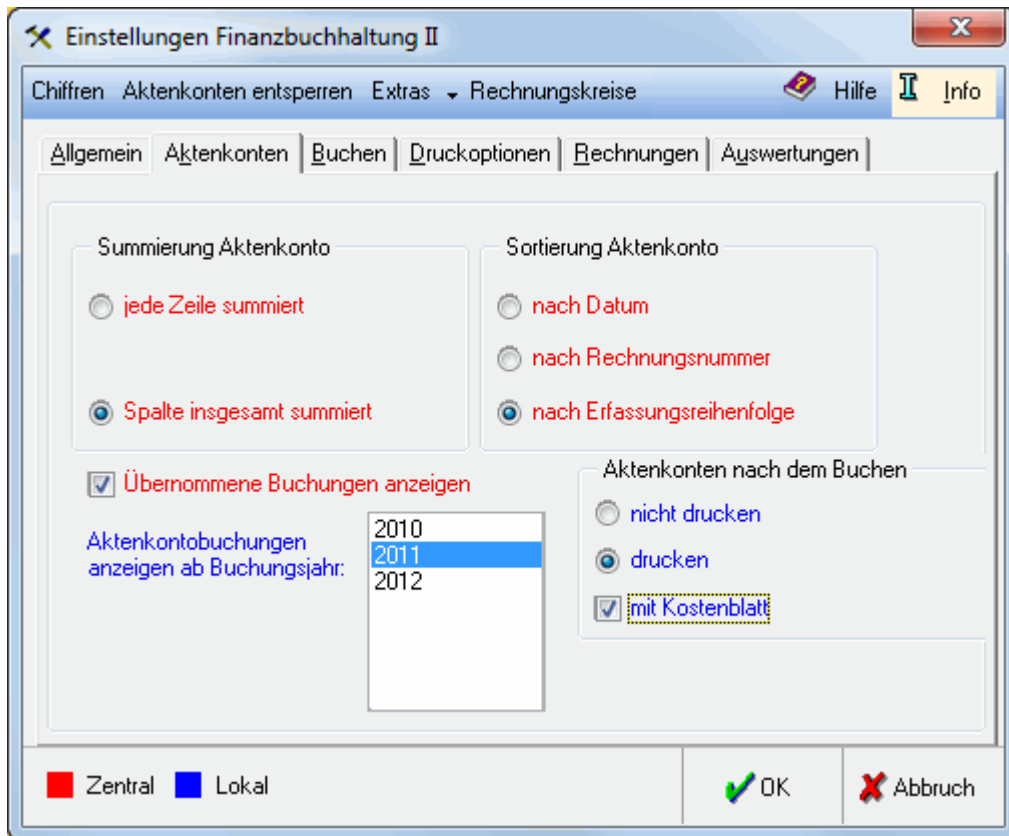 Einstellungen Finanzbuchhaltung II
Chiffren Aktenkonten entsperren Extras Rechnungskreise Hilfe Info
Allgemein Aktenkonten Buchen Druckoptionen Rechnungen Auswertungen
Summierung Aktenkonto
jede Zeile summiert
Spalte insgesamt summiert
Sortierung Aktenkonto
nach Datum
nach Rechnungsnummer
nach Erfassungsreihenfolge
Übernommene Buchungen anzeigen
Aktenkontobuchungen
anzeigen ab Buchungsjahr:
2010
2011
2012
Aktenkonten nach dem Buchen
nicht drucken
drucken
mit Kostenblatt
Zentral Lokal OK Abbruch